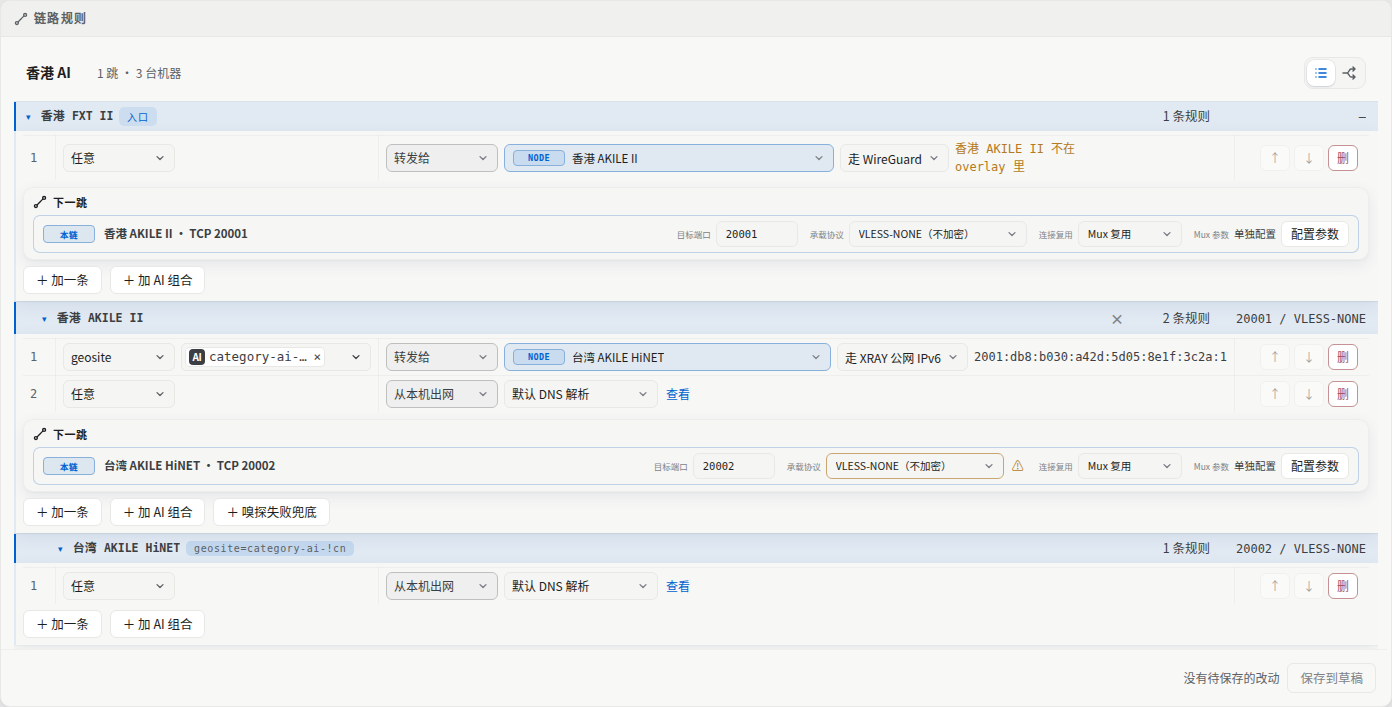 链路规则
香港 AI 1 跳 · 3 台机器
▾ 香港 FXT II 入口 1 条规则 —
1 任意 转发给 NODE 香港 AKILE II 走 WireGuard 香港 AKILE II 不在
overlay 里 ↑ ↓ 删
下一跳
本链 香港 AKILE II · TCP 20001 目标端口 20001 承载协议 VLESS-NONE（不加密） 连接复用 Mux 复用 Mux 参数 单独配置 配置参数
＋ 加一条 ＋ 加 AI 组合
▾ 香港 AKILE II × 2 条规则 20001 / VLESS-NONE
1 geosite AI category-ai-… × 转发给 NODE 台湾 AKILE HiNET 走 XRAY 公网 IPv6 2001:db8:b030:a42d:5d05:8e1f:3c2a:1 ↑ ↓ 删
2 任意 从本机出网 默认 DNS 解析 查看 ↑ ↓ 删
下一跳
本链 台湾 AKILE HiNET · TCP 20002 目标端口 20002 承载协议 VLESS-NONE（不加密） ⚠ 连接复用 Mux 复用 Mux 参数 单独配置 配置参数
＋ 加一条 ＋ 加 AI 组合 ＋ 嗅探失败兜底
▾ 台湾 AKILE HiNET geosite=category-ai-!cn 1 条规则 20002 / VLESS-NONE
1 任意 从本机出网 默认 DNS 解析 查看 ↑ ↓ 删
＋ 加一条 ＋ 加 AI 组合
没有待保存的改动 保存到草稿